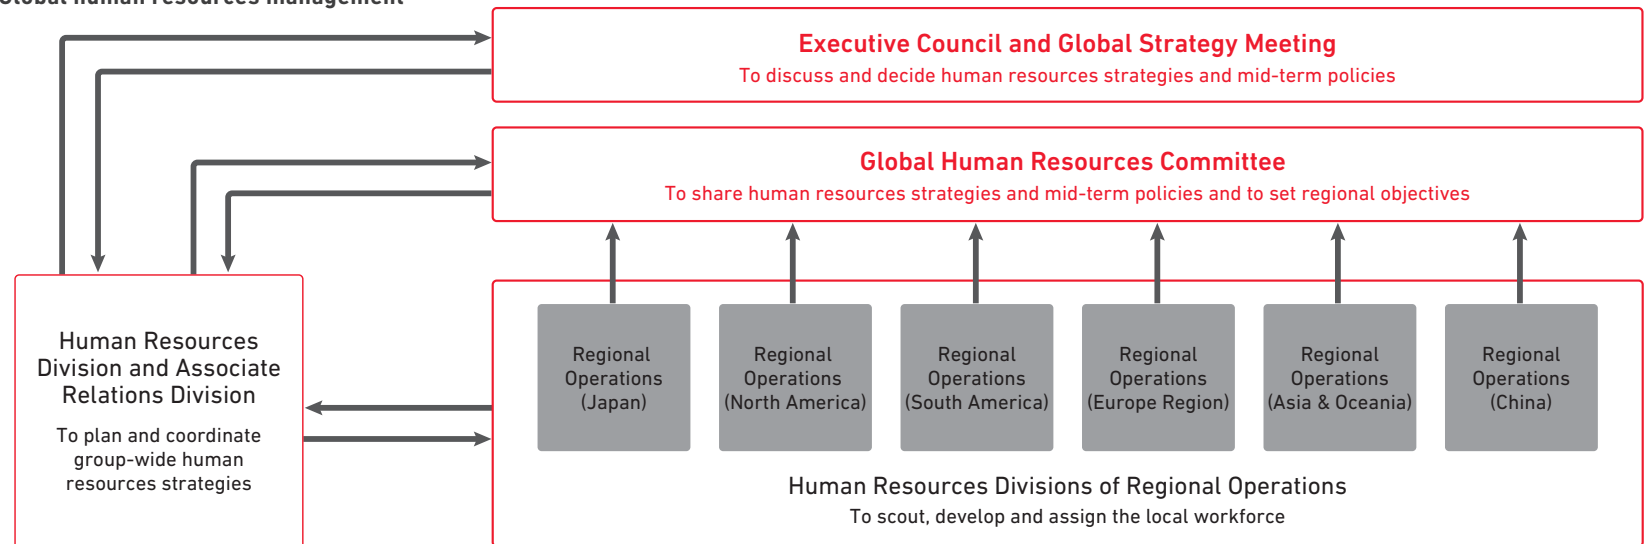 Global human resources management
Executive Council and Global Strategy Meeting
To discuss and decide human resources strategies and mid-term policies
Global Human Resources Committee
To share human resources strategies and mid-term policies and to set regional objectives
Human Resources
Division and Associate
Relations Division
To plan and coordinate
group-wide human
resources strategies
Regional
Operations
(Japan)
Regional
Operations
(North America)
Regional
Operations
(South America)
Regional
Operations
(Europe Region)
Regional
Operations
(Asia & Oceania)
Regional
Operations
(China)
Human Resources Divisions of Regional Operations
To scout, develop and assign the local workforce